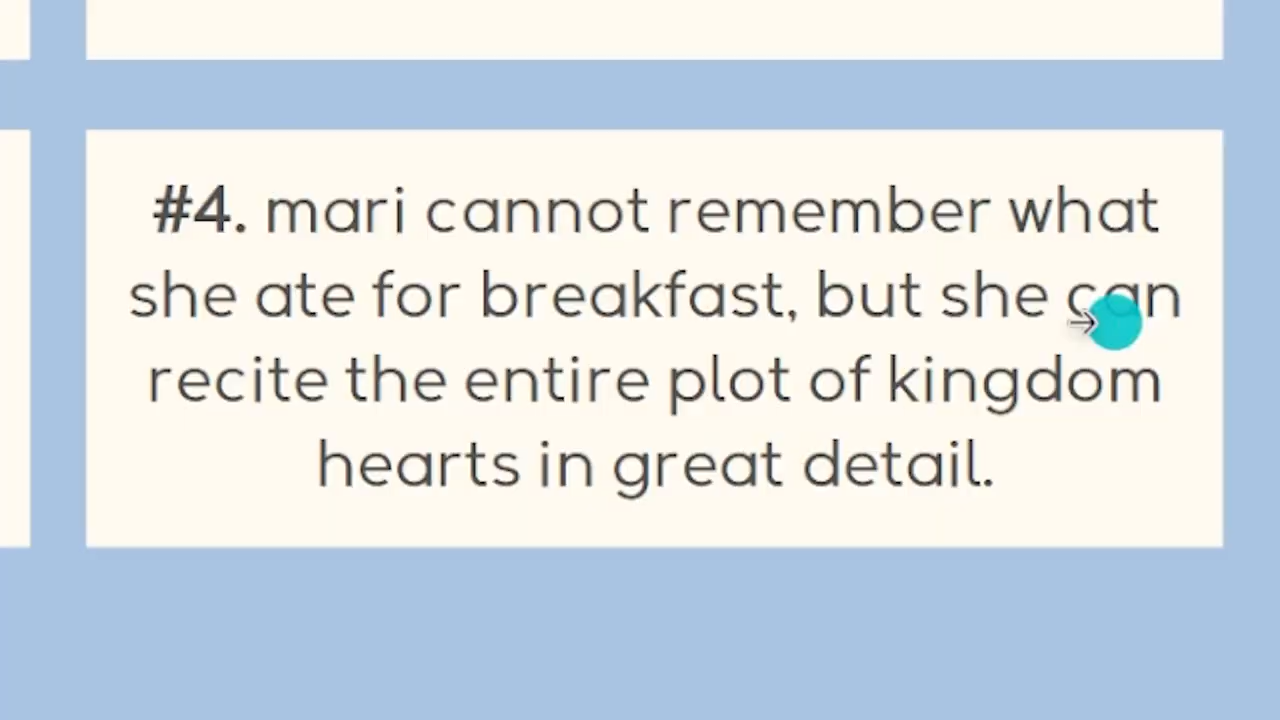 #4. mari cannot remember what
she ate for breakfast, but she can
recite the entire plot of kingdom
hearts in great detail.